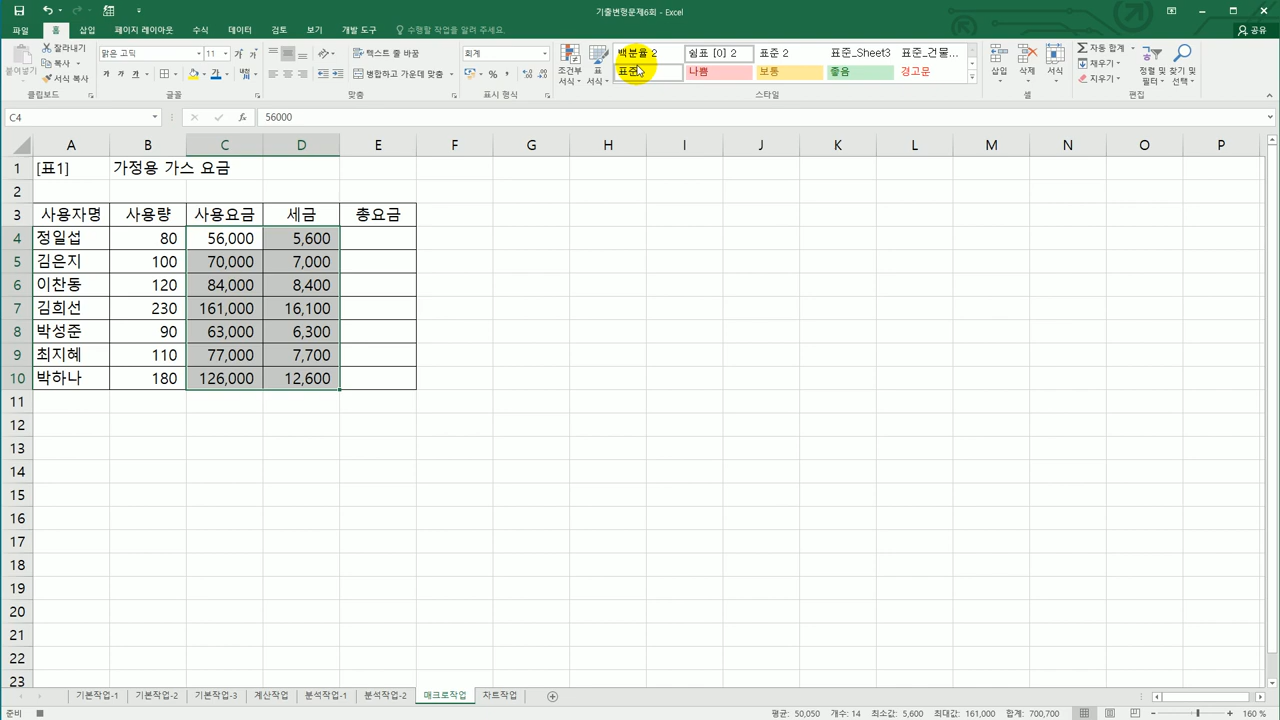 기출변형문제6회 - Excel
파일 홈 삽입 페이지 레이아웃 수식 데이터 검토 보기 개발 도구 수행할 작업을 알려 주세요. 공유
붙여넣기 잘라내기 복사 서식 복사 클립보드
맑은 고딕 11 가 가 가 가 가 글꼴
텍스트 줄 바꿈 병합하고 가운데 맞춤 맞춤
회계 % 표시 형식
조건부 서식 표 서식
백분율 2 쉼표 [0] 2 표준 2 표준_Sheet3 표준_건물...
표준 나쁨 보통 좋음 경고문
스타일
삽입 삭제 서식 셀
자동 합계 채우기 지우기 정렬 및 필터 찾기 및 선택 편집
C4 fx 56000
A B C D E F G H I J K L M N O P
1 [표1] 가정용 가스 요금
2
3 사용자명 사용량 사용요금 세금 총요금
4 정일섭 80 56,000 5,600
5 김은지 100 70,000 7,000
6 이찬동 120 84,000 8,400
7 김희선 230 161,000 16,100
8 박성준 90 63,000 6,300
9 최지혜 110 77,000 7,700
10 박하나 180 126,000 12,600
11
12
13
14
15
16
17
18
19
20
21
22
23
기본작업-1 기본작업-2 기본작업-3 계산작업 분석작업-1 분석작업-2 매크로작업 차트작업
준비 평균: 50,050 개수: 14 최소값: 5,600 최대값: 161,000 합계: 700,700 160 %